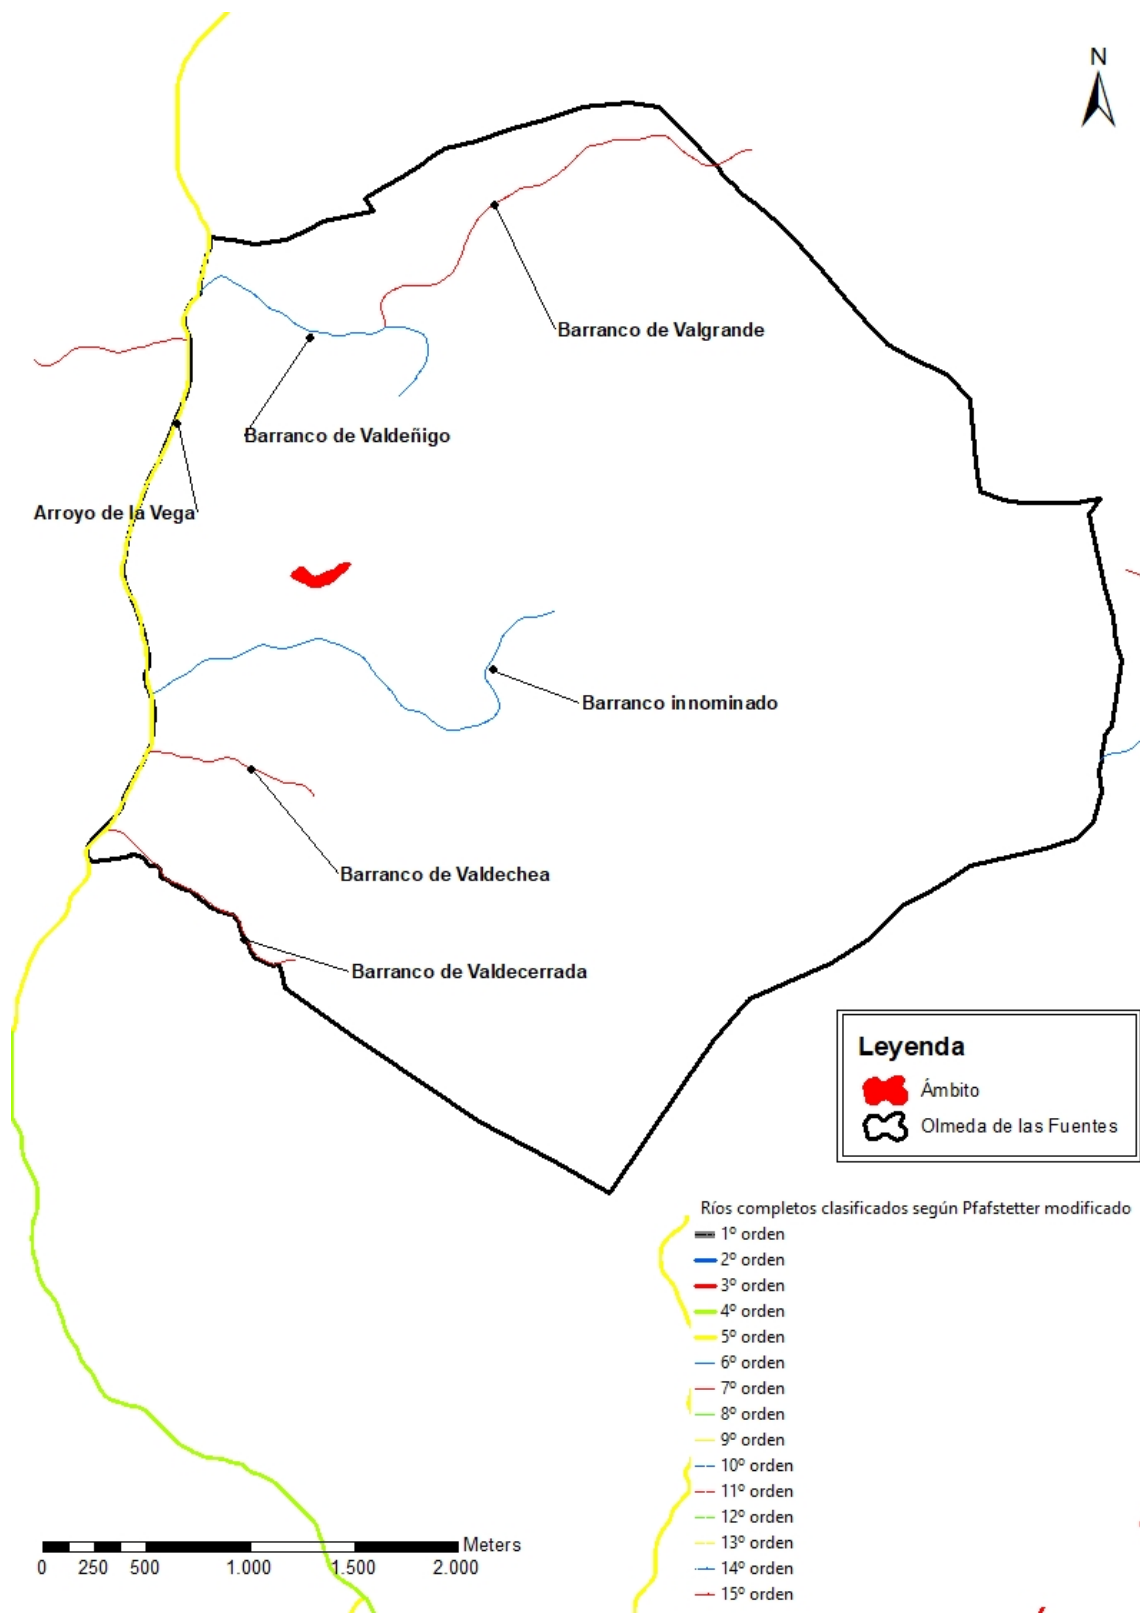 N
Barranco de Valgrande
Barranco de Valdeñigo
Arroyo de la Vega
Barranco innominado
Barranco de Valdechea
Barranco de Valdecerrada
Leyenda
Ámbito
Olmeda de las Fuentes
Ríos completos clasificados según Pfafstetter modificado
1º orden
2º orden
3º orden
4º orden
5º orden
6º orden
7º orden
8º orden
9º orden
10º orden
11º orden
12º orden
13º orden
14º orden
15º orden
Meters
0 250 500 1.000 1.500 2.000